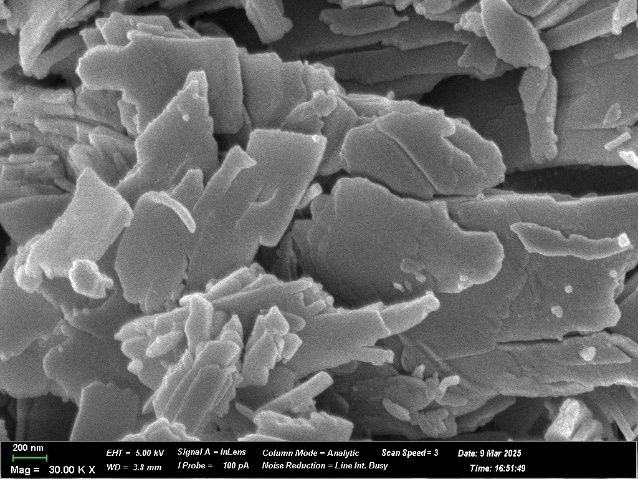 200 nm
Mag = 30.00 K X
EHT = 5.00 kV
WD = 3.8 mm
Signal A = InLens
I Probe = 100 pA
Column Mode = Analytic
Noise Reduction = Line Int. Busy
Scan Speed = 3
Date: 9 Mar 2025
Time: 16:51:49